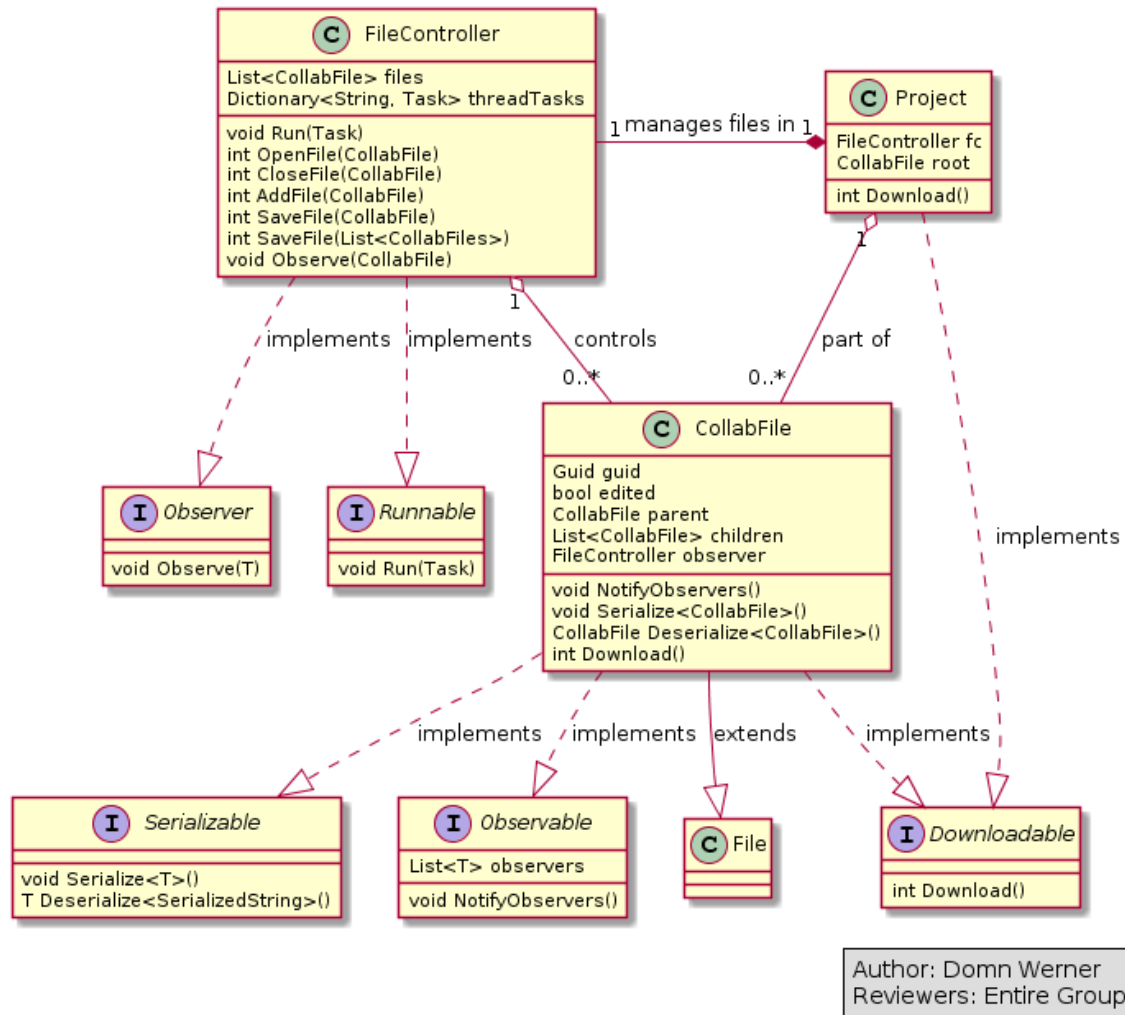 C FileController
List<CollabFile> files
Dictionary<String, Task> threadTasks
void Run(Task)
int OpenFile(CollabFile)
int CloseFile(CollabFile)
int AddFile(CollabFile)
int SaveFile(CollabFile)
int SaveFile(List<CollabFiles>)
void Observe(CollabFile)
1 manages files in 1
C Project
FileController fc
CollabFile root
int Download()
1
1
implements
implements
controls
part of
0..*
0..*
implements
C CollabFile
Guid guid
bool edited
CollabFile parent
List<CollabFile> children
FileController observer
void NotifyObservers()
void Serialize<CollabFile>()
CollabFile Deserialize<CollabFile>()
int Download()
I Observer
void Observe(T)
I Runnable
void Run(Task)
implements
implements
extends
implements
I Serializable
void Serialize<T>()
T Deserialize<SerializedString>()
I Observable
List<T> observers
void NotifyObservers()
C File
I Downloadable
int Download()
Author: Domn Werner
Reviewers: Entire Group